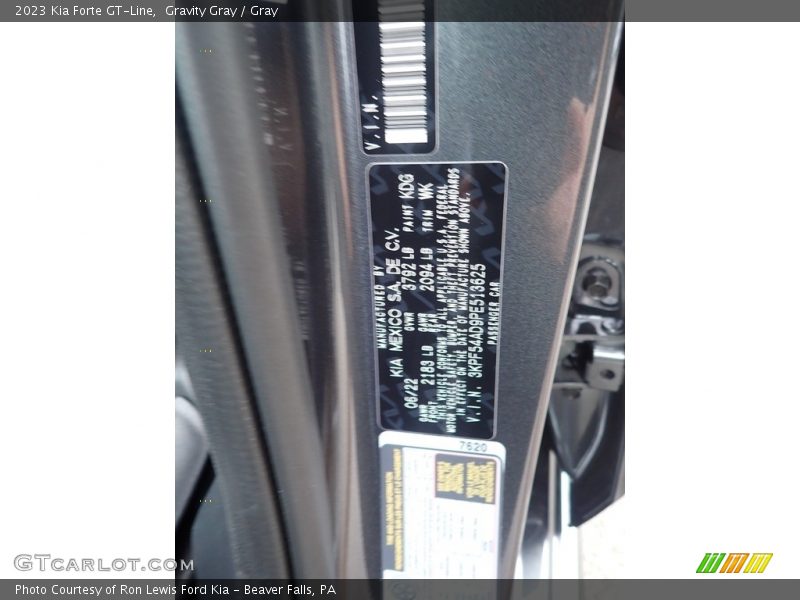 2023 Kia Forte GT-Line, Gravity Gray / Gray
V.I.N.
MANUFACTURED BY
KIA MEXICO S.A. DE C.V.
06/22 GVWR 3792 LB PAINT KDG
GAWR FRONT 2183 LB GAWR REAR 2094 LB TRIM WK
THIS VEHICLE CONFORMS TO ALL APPLICABLE U.S.A. FEDERAL
MOTOR VEHICLE SAFETY, BUMPER, AND THEFT PREVENTION STANDARDS
IN EFFECT ON THE DATE OF MANUFACTURE SHOWN ABOVE.
V.I.N. 3KPF54AD9PE513625
PASSENGER CAR
7620
GTCarLot.com
Photo Courtesy of Ron Lewis Ford Kia - Beaver Falls, PA